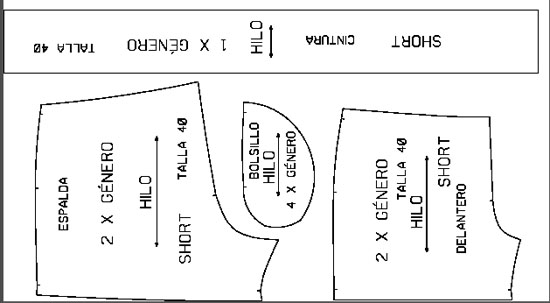 SHORT
CINTURA
HILO
1 X GÉNERO
TALLA 40
ESPALDA
2 X GÉNERO
HILO
SHORT
TALLA 40
BOLSILLO
HILO
4 X GÉNERO
2 X GÉNERO
TALLA 40
HILO
SHORT
DELANTERO